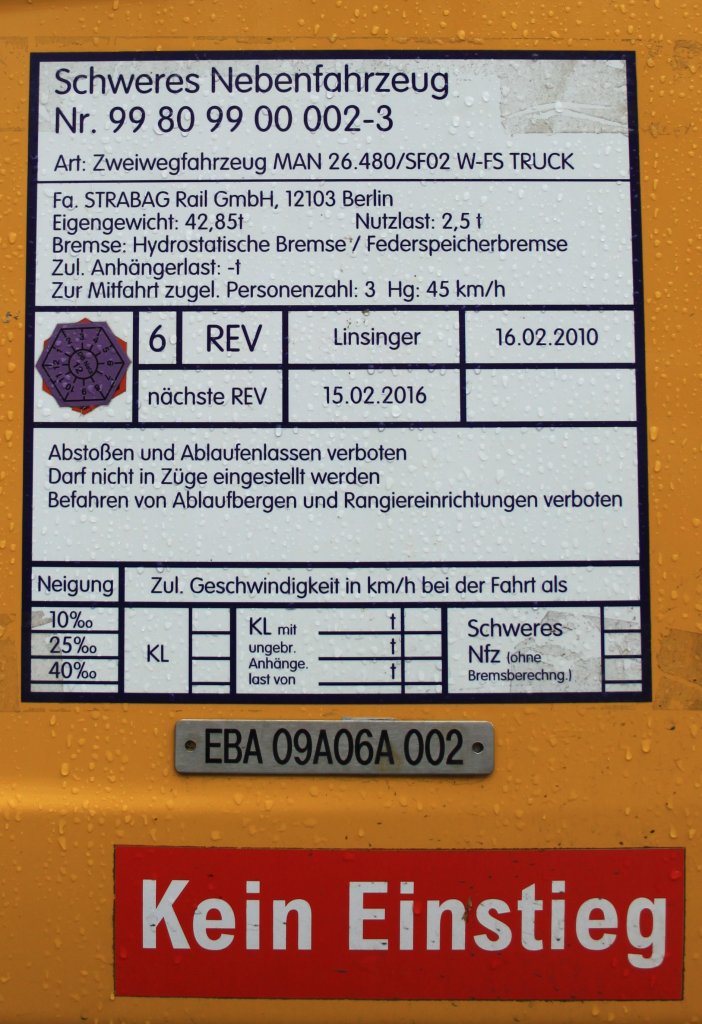 Schweres Nebenfahrzeug
Nr. 99 80 99 00 002-3
Art: Zweiwegfahrzeug MAN 26.480/SF02 W-FS TRUCK
Fa. STRABAG Rail GmbH, 12103 Berlin
Eigengewicht: 42,85t Nutzlast: 2,5 t
Bremse: Hydrostatische Bremse / Federspeicherbremse
Zul. Anhängerlast: -t
Zur Mitfahrt zugel. Personenzahl: 3 Hg: 45 km/h
6 REV Linsinger 16.02.2010
nächste REV 15.02.2016
Abstoßen und Ablaufenlassen verboten
Darf nicht in Züge eingestellt werden
Befahren von Ablaufbergen und Rangiereinrichtungen verboten
Neigung Zul. Geschwindigkeit in km/h bei der Fahrt als
10‰
25‰
40‰
KL
KL mit t
ungebr. t
Anhänge. t
last von
Schweres
Nfz (ohne
Bremsberechng.)
EBA 09A06A 002
Kein Einstieg